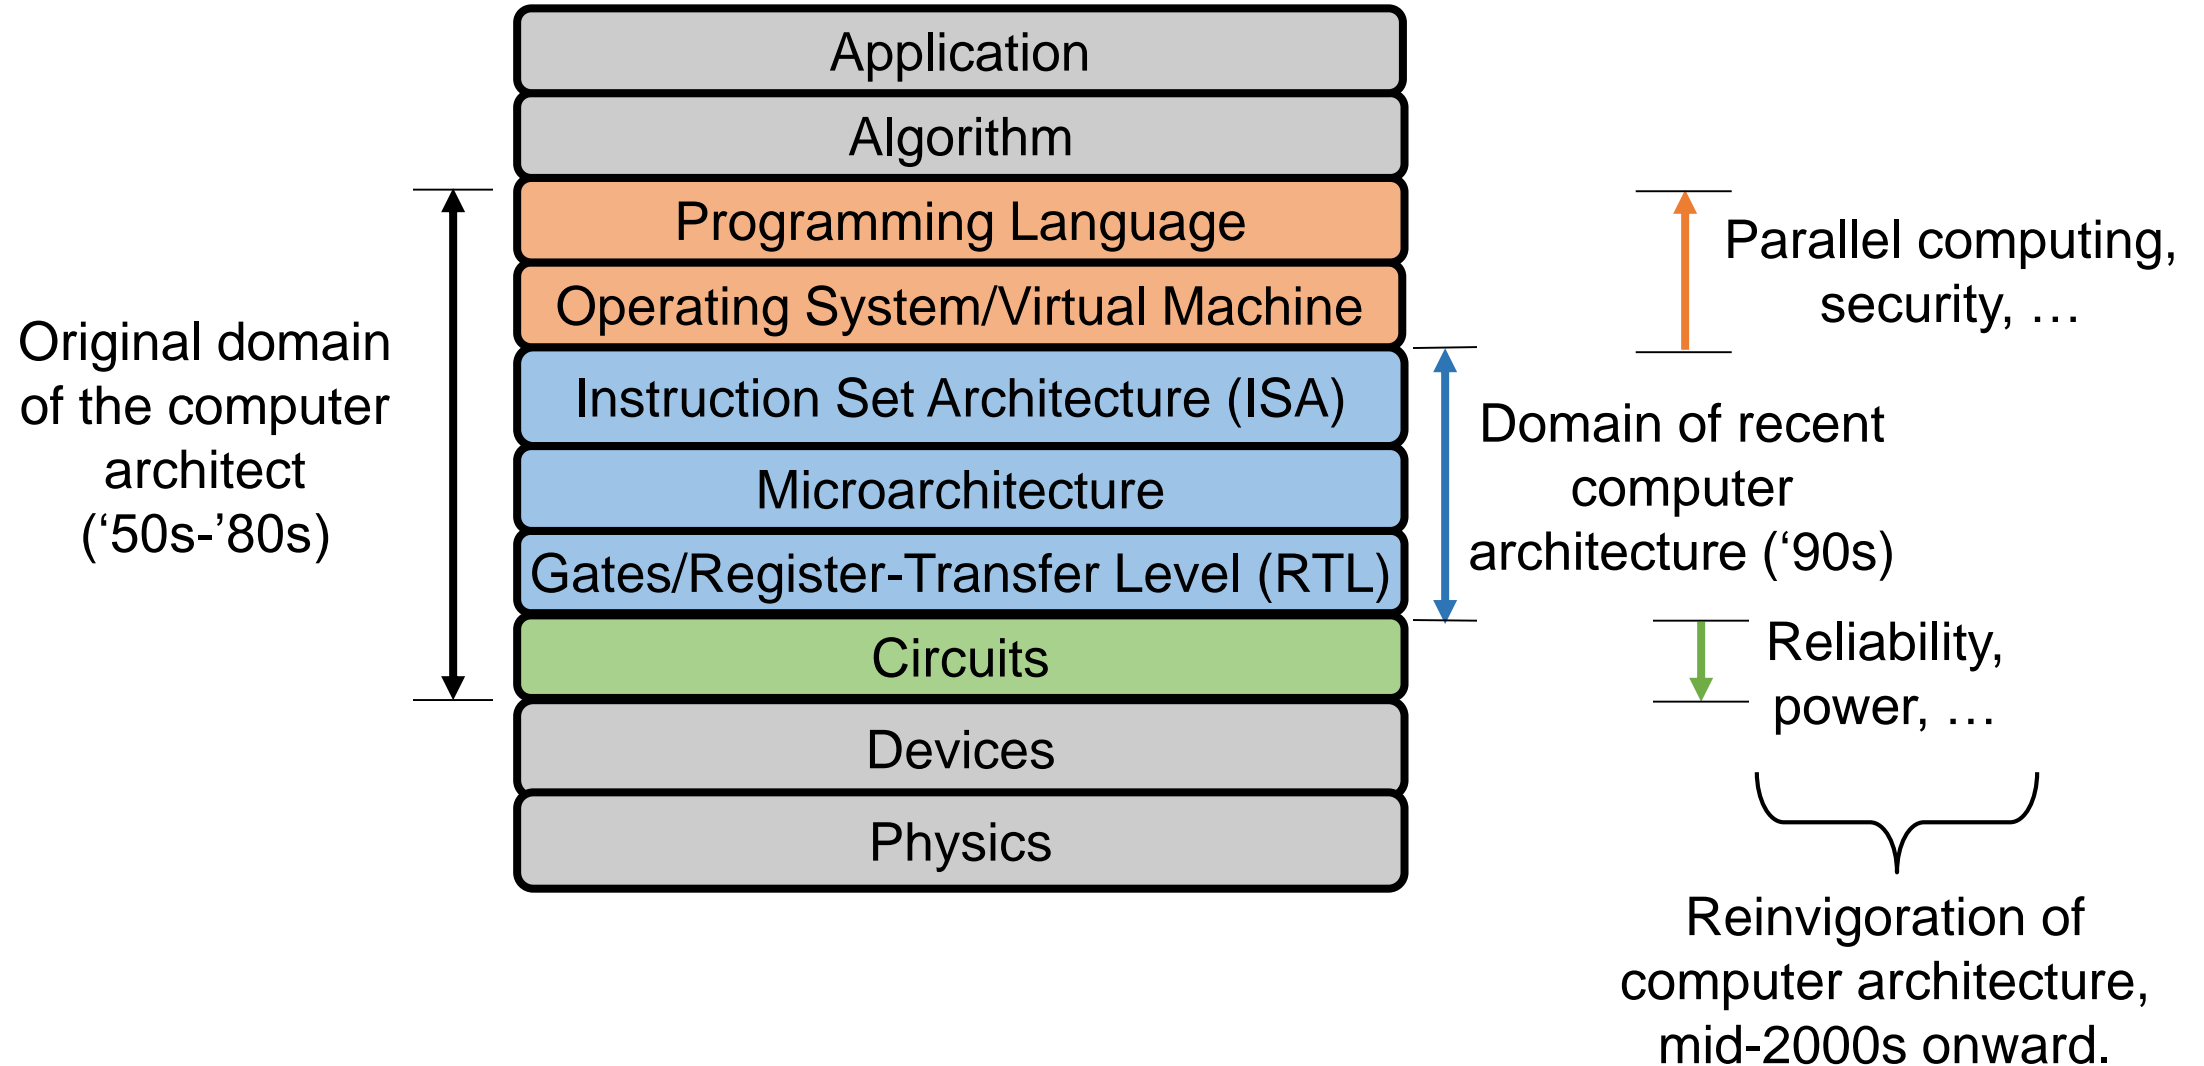 Application
Algorithm
Programming Language
Operating System/Virtual Machine
Instruction Set Architecture (ISA)
Microarchitecture
Gates/Register-Transfer Level (RTL)
Circuits
Devices
Physics
Original domain
of the computer
architect
(‘50s-’80s)
Parallel computing,
security, …
Domain of recent
computer
architecture (‘90s)
Reliability,
power, …
Reinvigoration of
computer architecture,
mid-2000s onward.